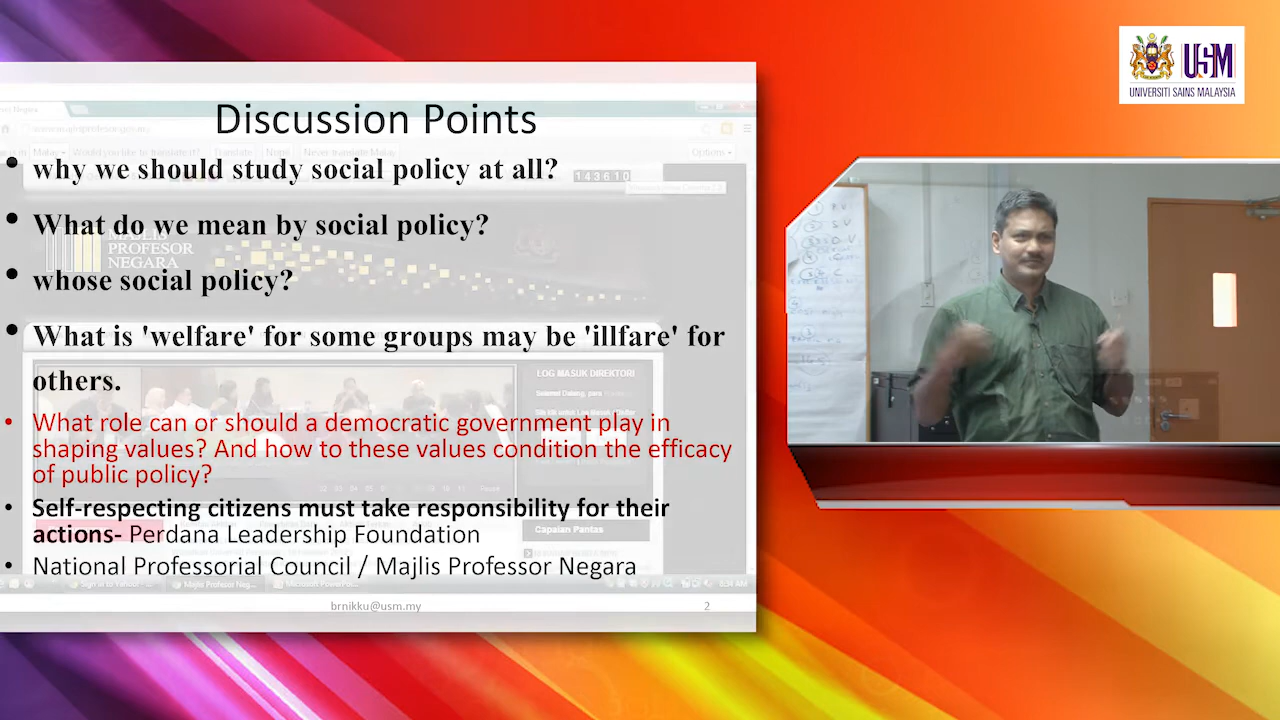 Discussion Points
• why we should study social policy at all?
• What do we mean by social policy?
• whose social policy?
• What is 'welfare' for some groups may be 'illfare' for
others.
• What role can or should a democratic government play in
shaping values? And how to these values condition the efficacy
of public policy?
• Self-respecting citizens must take responsibility for their
actions- Perdana Leadership Foundation
• National Professorial Council / Majlis Professor Negara
brnikku@usm.my
2
Options
143610
PROFESOR
NEGARA
LOG MASUK DIREKTORI
Capaian Pantas
USM
UNIVERSITI SAINS MALAYSIA